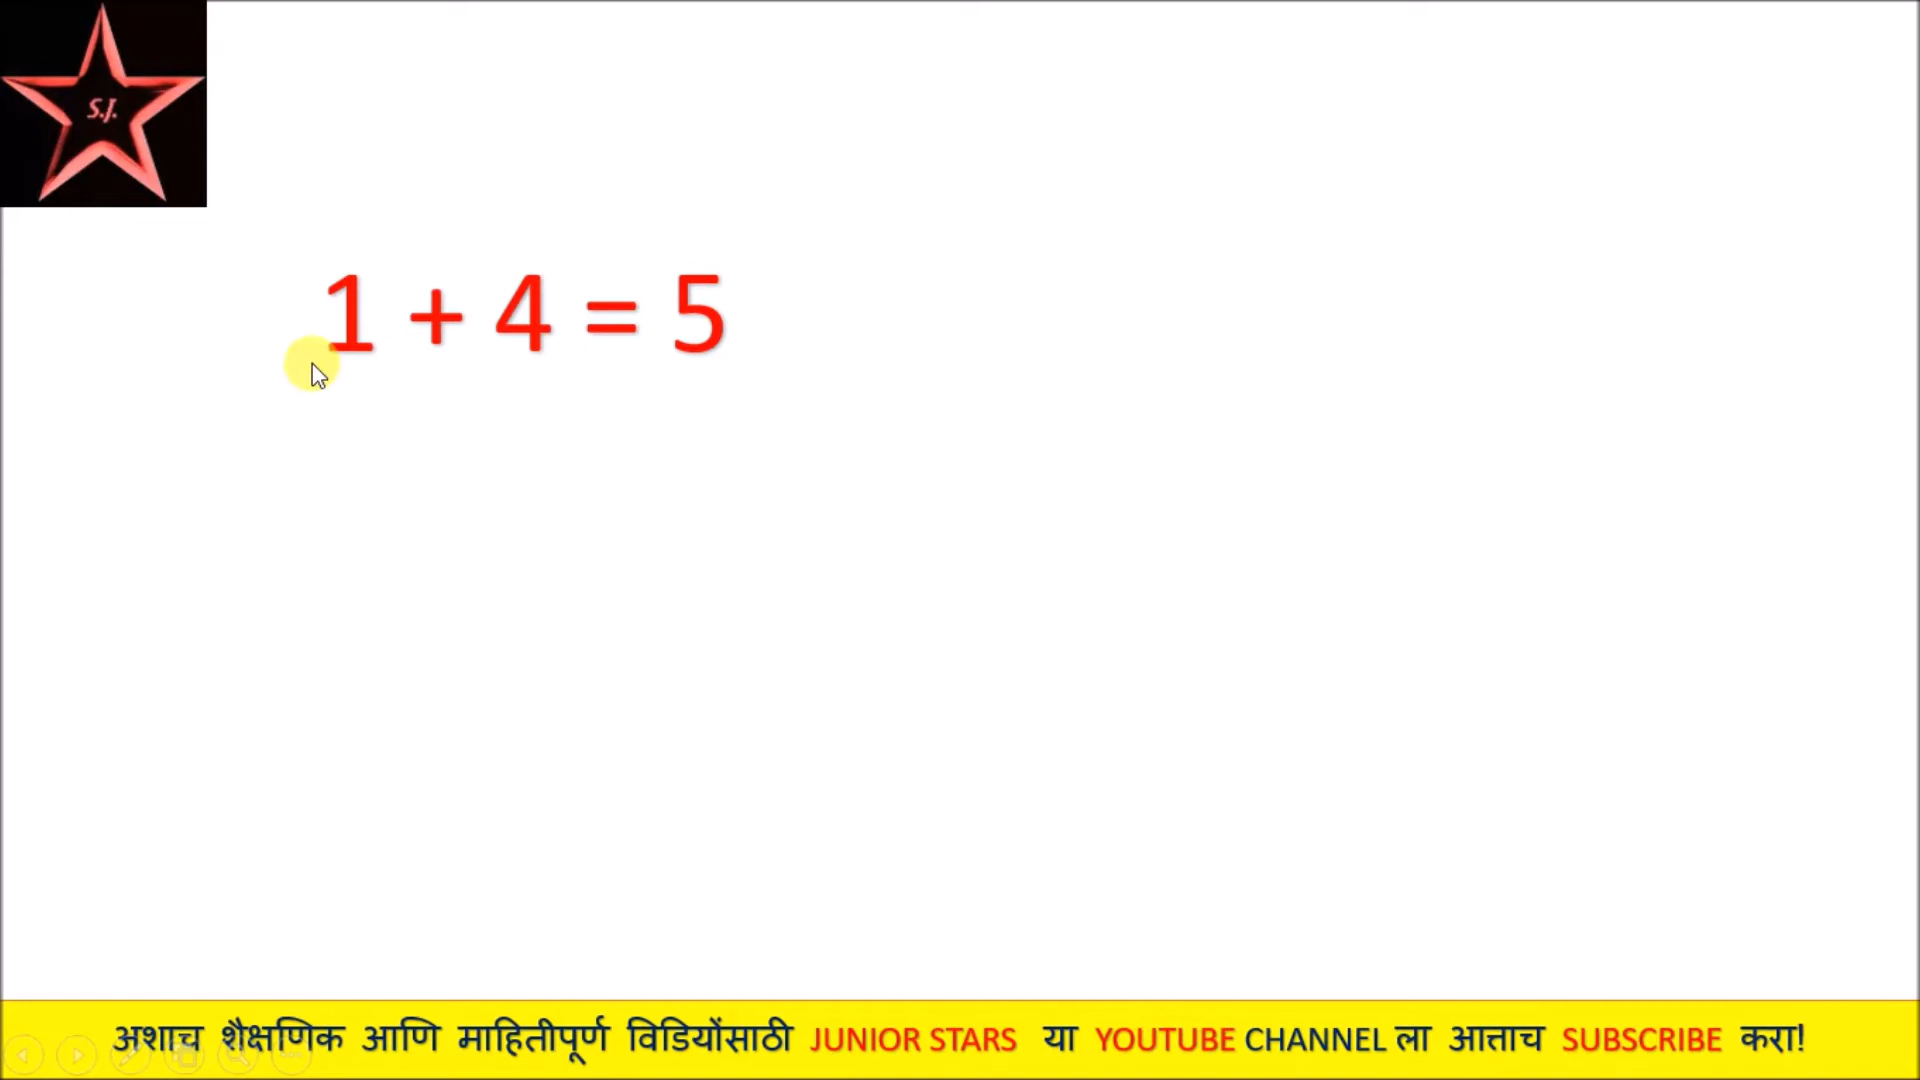 S.J.
1 + 4 = 5
अशाच शैक्षणिक आणि माहितीपूर्ण विडियोंसाठी JUNIOR STARS या YOUTUBE CHANNEL ला आत्ताच SUBSCRIBE करा!